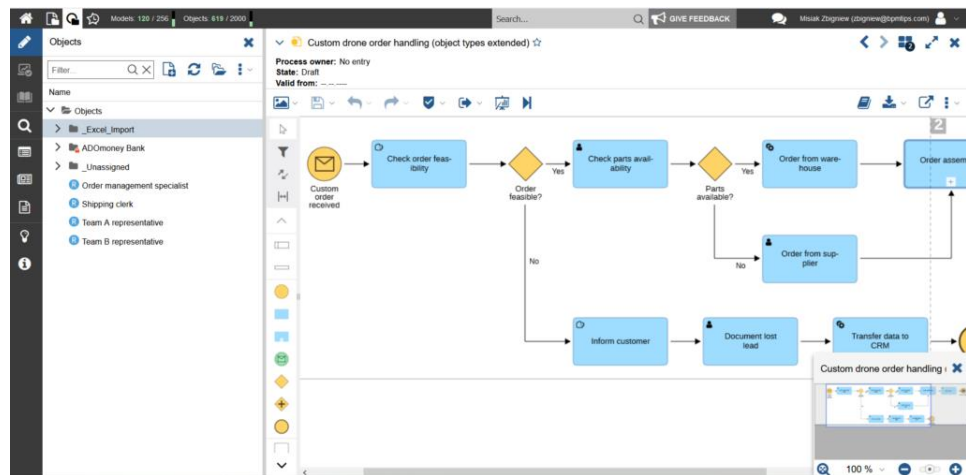 Models: 120 / 256 Objects: 619 / 2000
Search...
GIVE FEEDBACK
Misiak Zbigniew (zbigniew@bpmtips.com)
Objects
Filter...
Name
Objects
_Excel_Import
ADOmoney Bank
_Unassigned
Order management specialist
Shipping clerk
Team A representative
Team B representative
Custom drone order handling (object types extended)
Process owner: No entry
State: Draft
Valid from: -- -- ----
2
Custom
order
received
Check order feas-
ibility
Order
feasible?
Yes
Check parts avail-
ability
Parts
available?
Yes
Order from ware-
house
Order assem
No
Order from sup-
plier
No
Inform customer
Document lost
lead
Transfer data to
CRM
Custom drone order handling (
100 %